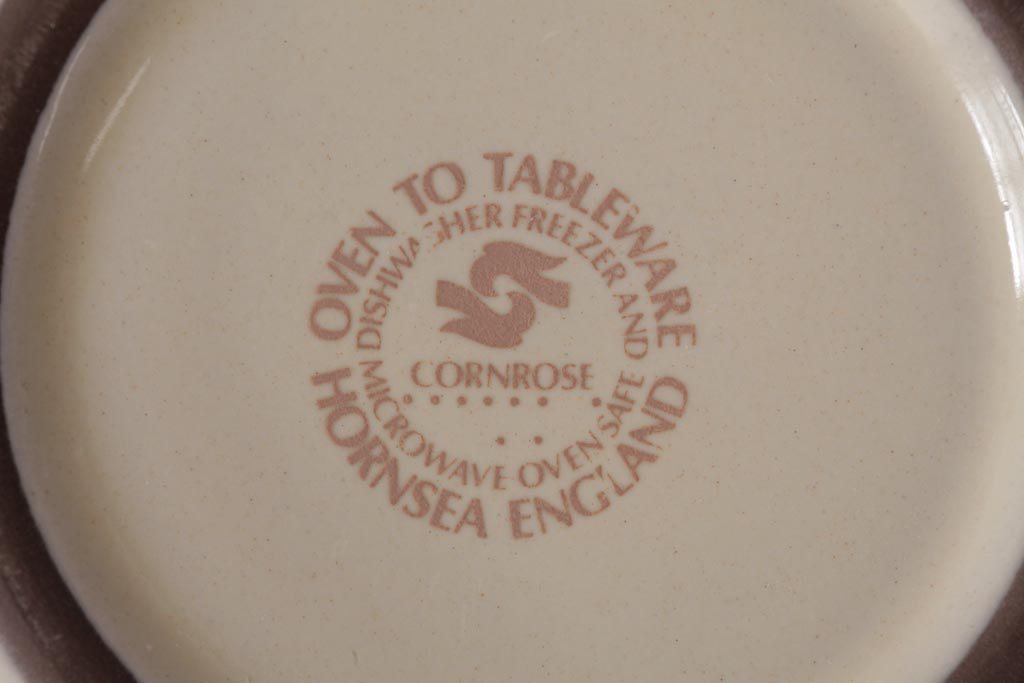 OVEN TO TABLEWARE
DISHWASHER FREEZER AND
CORNROSE
MICROWAVE OVEN SAFE
HORNSEA ENGLAND